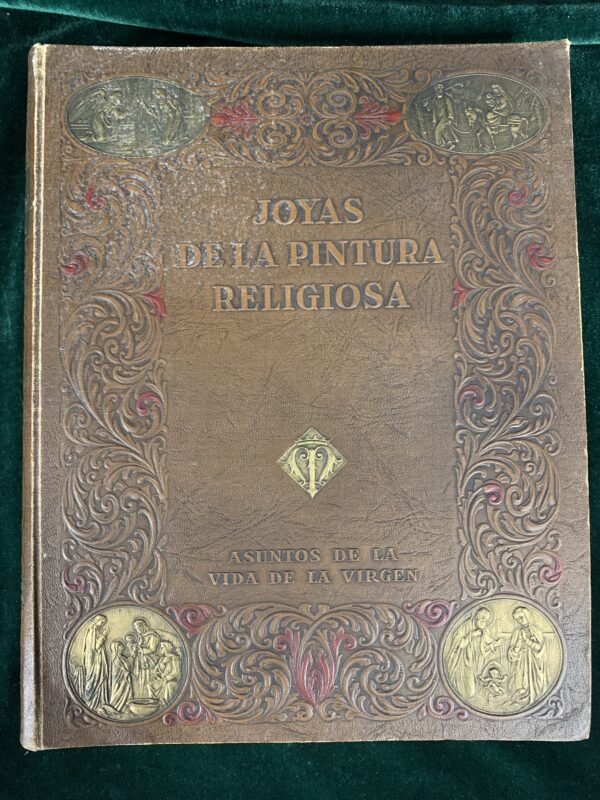 JOYAS
DE LA PINTURA
RELIGIOSA
ASUNTOS DE LA
VIDA DE LA VIRGEN